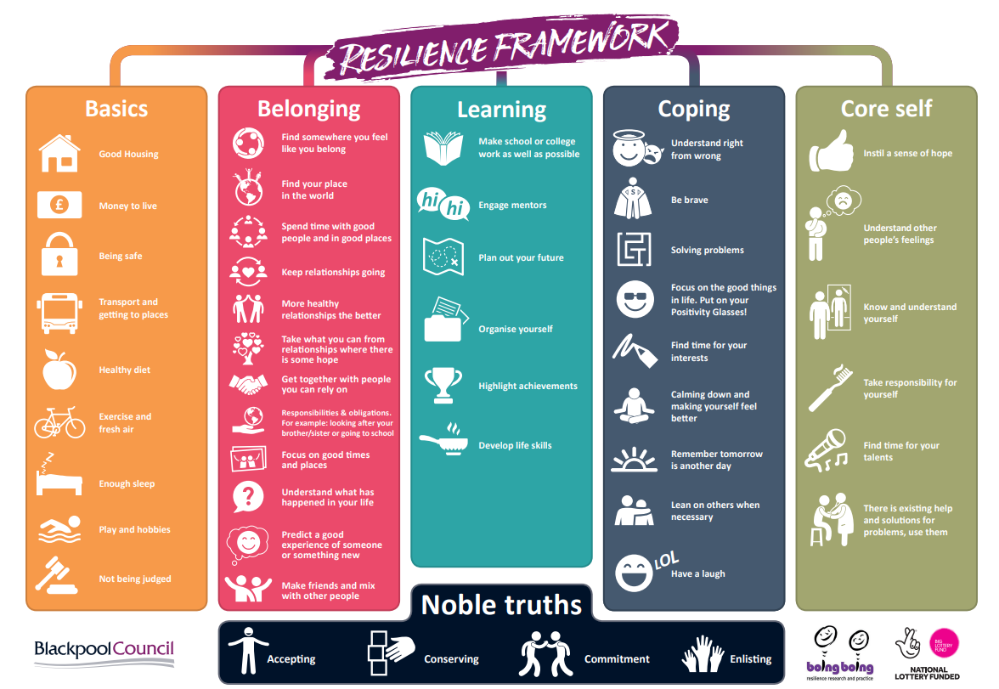 RESILIENCE FRAMEWORK
Basics
Good Housing
£
Money to live
Being safe
Transport and
getting to places
Healthy diet
Exercise and
fresh air
Z
Z
Z
Z
Enough sleep
Play and hobbies
Not being judged
Belonging
Find somewhere you feel
like you belong
Find your place
in the world
Spend time with good
people and in good places
Keep relationships going
More healthy
relationships the better
Take what you can from
relationships where there
is some hope
Get together with people
you can rely on
Responsibilities & obligations.
For example: looking after your
brother/sister or going to school
Focus on good times
and places
?
Understand what has
happened in your life
Predict a good
experience of someone
or something new
Make friends and mix
with other people
Learning
Make school or college
work as well as possible
hi hi
Engage mentors
Plan out your future
Organise yourself
Highlight achievements
Develop life skills
Coping
Understand right
from wrong
S
Be brave
Solving problems
Focus on the good things
in life. Put on your
Positivity Glasses!
Find time for your
interests
Calming down and
making yourself feel
better
Remember tomorrow
is another day
Lean on others when
necessary
LOL
Have a laugh
Core self
Instil a sense of hope
Understand other
people's feelings
Know and understand
yourself
Take responsibility for
yourself
Find time for your
talents
There is existing help
and solutions for
problems, use them
Noble truths
Accepting
Conserving
Commitment
Enlisting
BlackpoolCouncil
boingboing
resilience research and practice
BIG
LOTTERY
FUND
NATIONAL
LOTTERY FUNDED